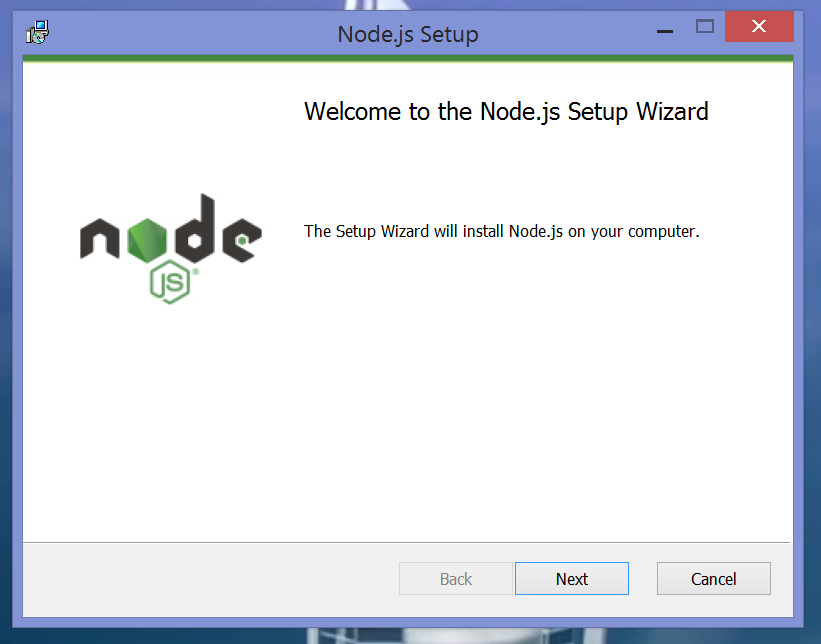 Node.js Setup
Welcome to the Node.js Setup Wizard
The Setup Wizard will install Node.js on your computer.
node
JS®
Back
Next
Cancel